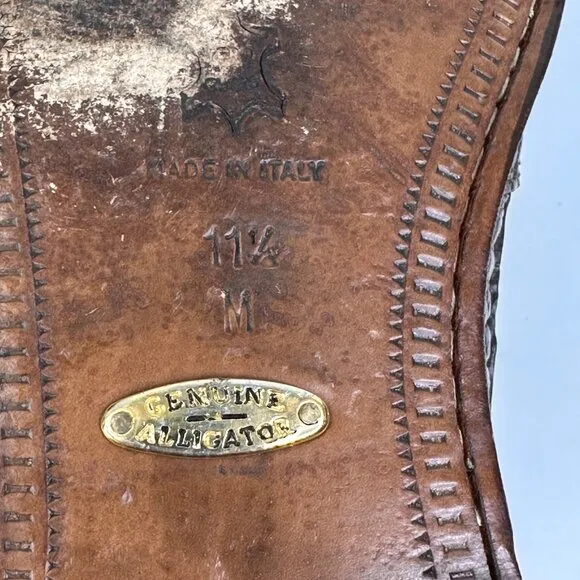 MADE IN ITALY
11½
M
GENUINE
ALLIGATOR